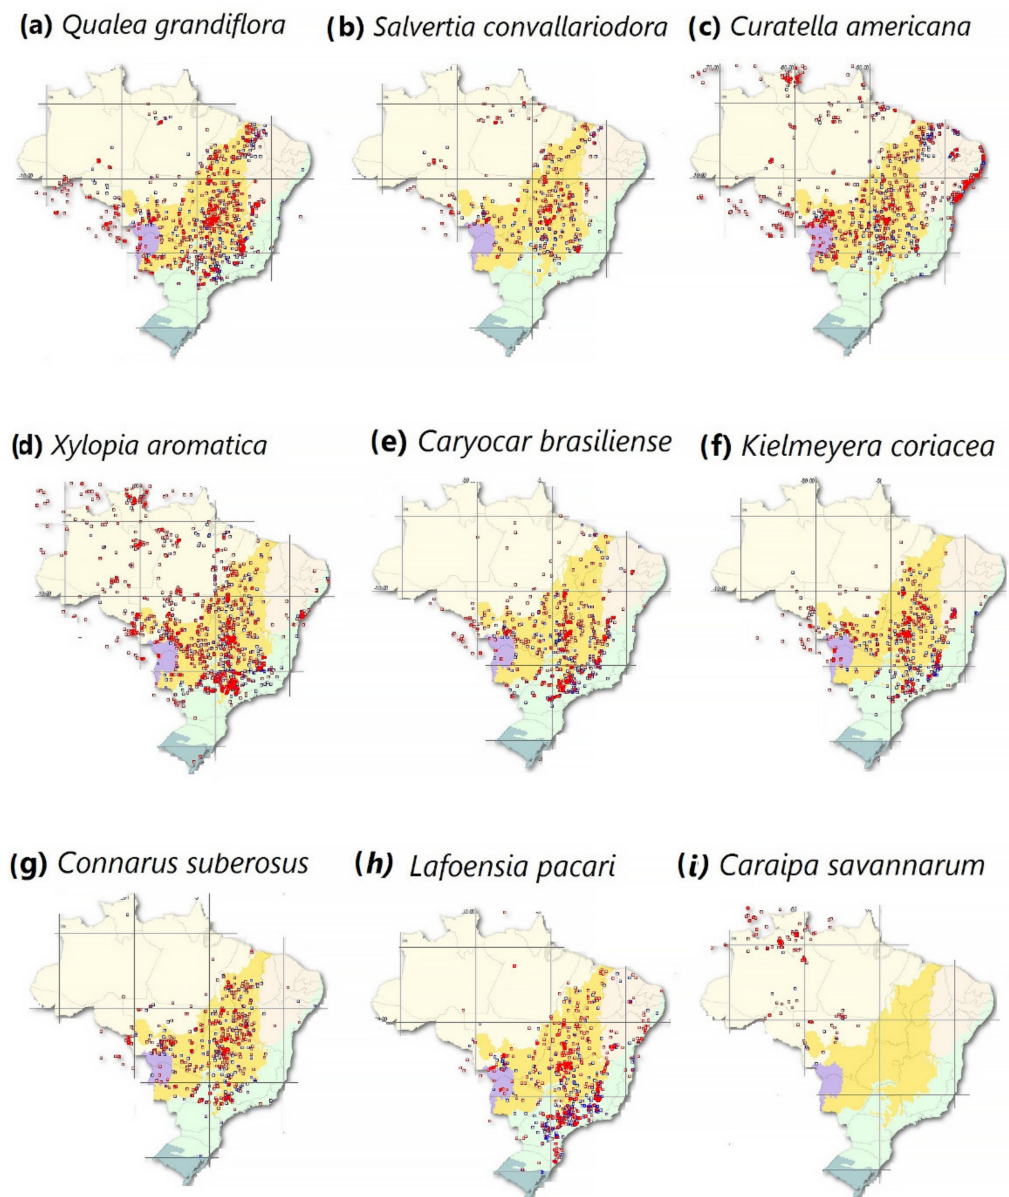 (a) Qualea grandiflora
(b) Salvertia convallariodora
(c) Curatella americana
(d) Xylopia aromatica
(e) Caryocar brasiliense
(f) Kielmeyera coriacea
(g) Connarus suberosus
(h) Lafoensia pacari
(i) Caraipa savannarum